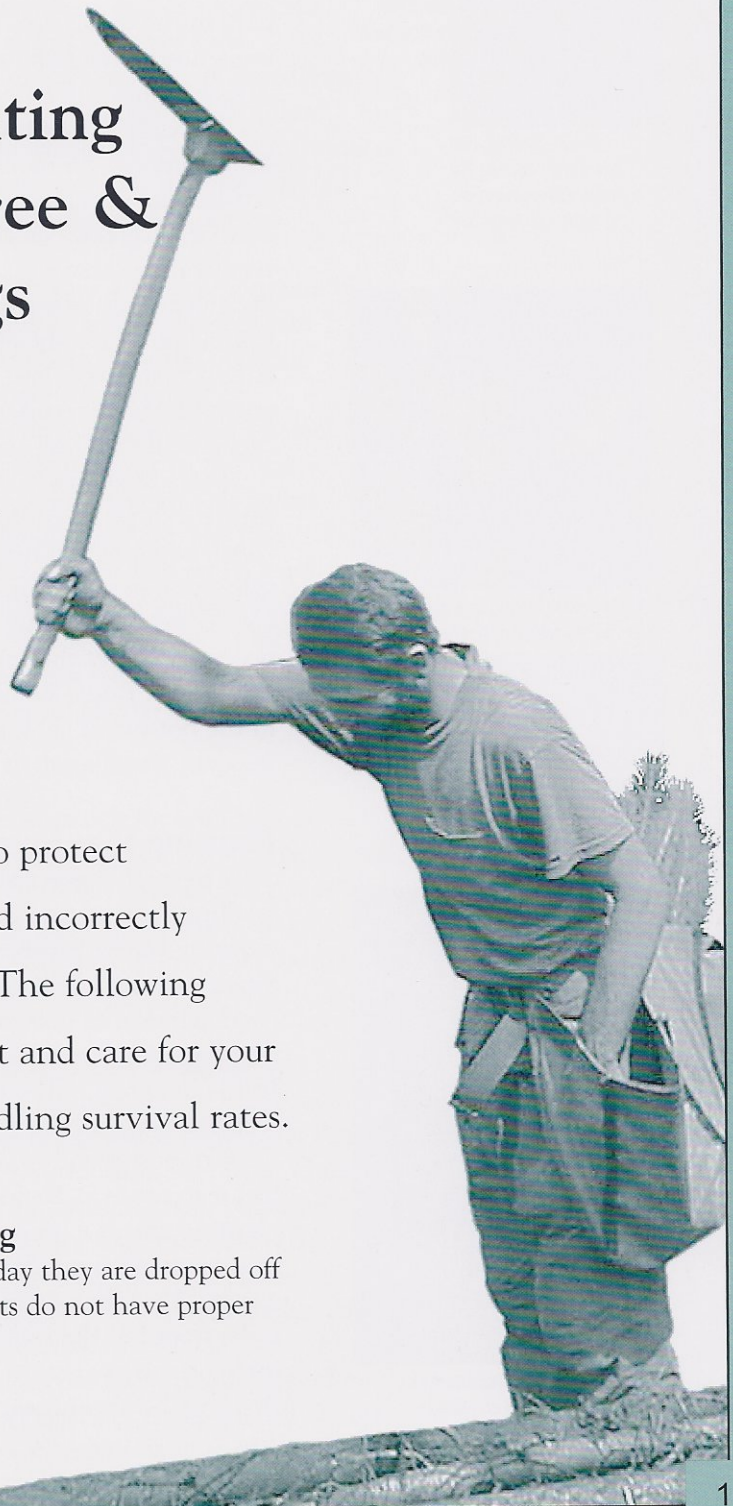 ting
ee &
gs
o protect
d incorrectly
The following
t and care for your
dling survival rates.
g
day they are dropped off
ts do not have proper
1